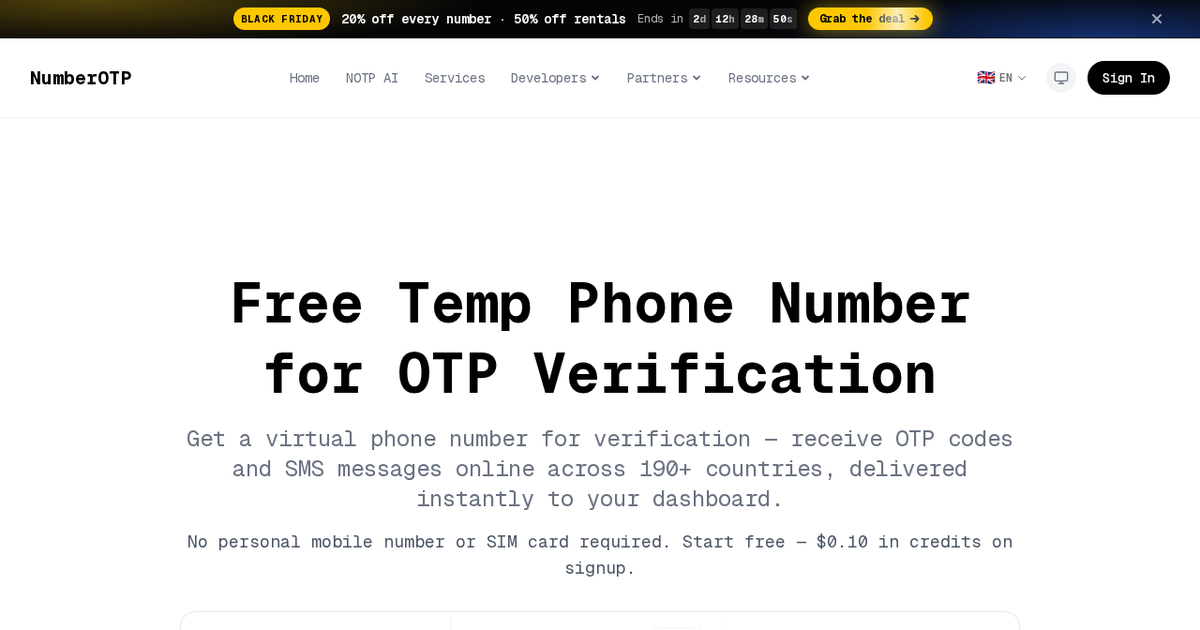 BLACK FRIDAY 20% off every number · 50% off rentals Ends in 2d 12h 28m 50s Grab the deal → ✕
NumberOTP Home NOTP AI Services Developers Partners Resources EN Sign In
Free Temp Phone Number
for OTP Verification
Get a virtual phone number for verification — receive OTP codes
and SMS messages online across 190+ countries, delivered
instantly to your dashboard.
No personal mobile number or SIM card required. Start free — $0.10 in credits on
signup.